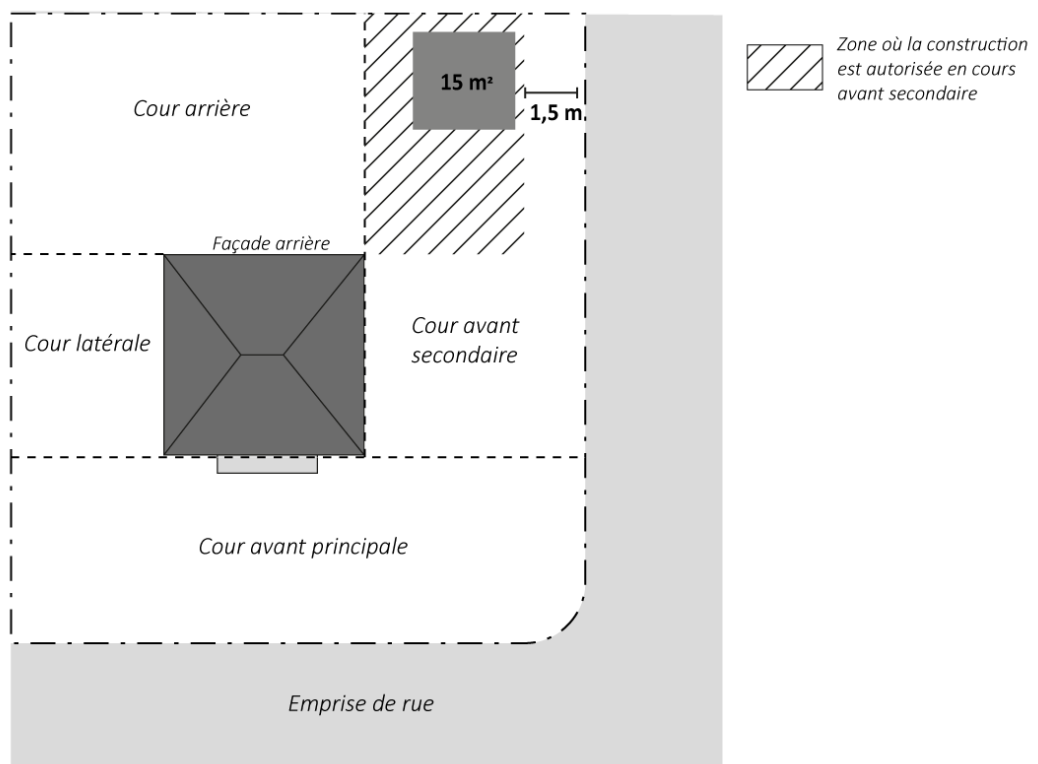 Cour arrière
15 m²
1,5 m
Zone où la construction
est autorisée en cours
avant secondaire
Façade arrière
Cour latérale
Cour avant
secondaire
Cour avant principale
Emprise de rue